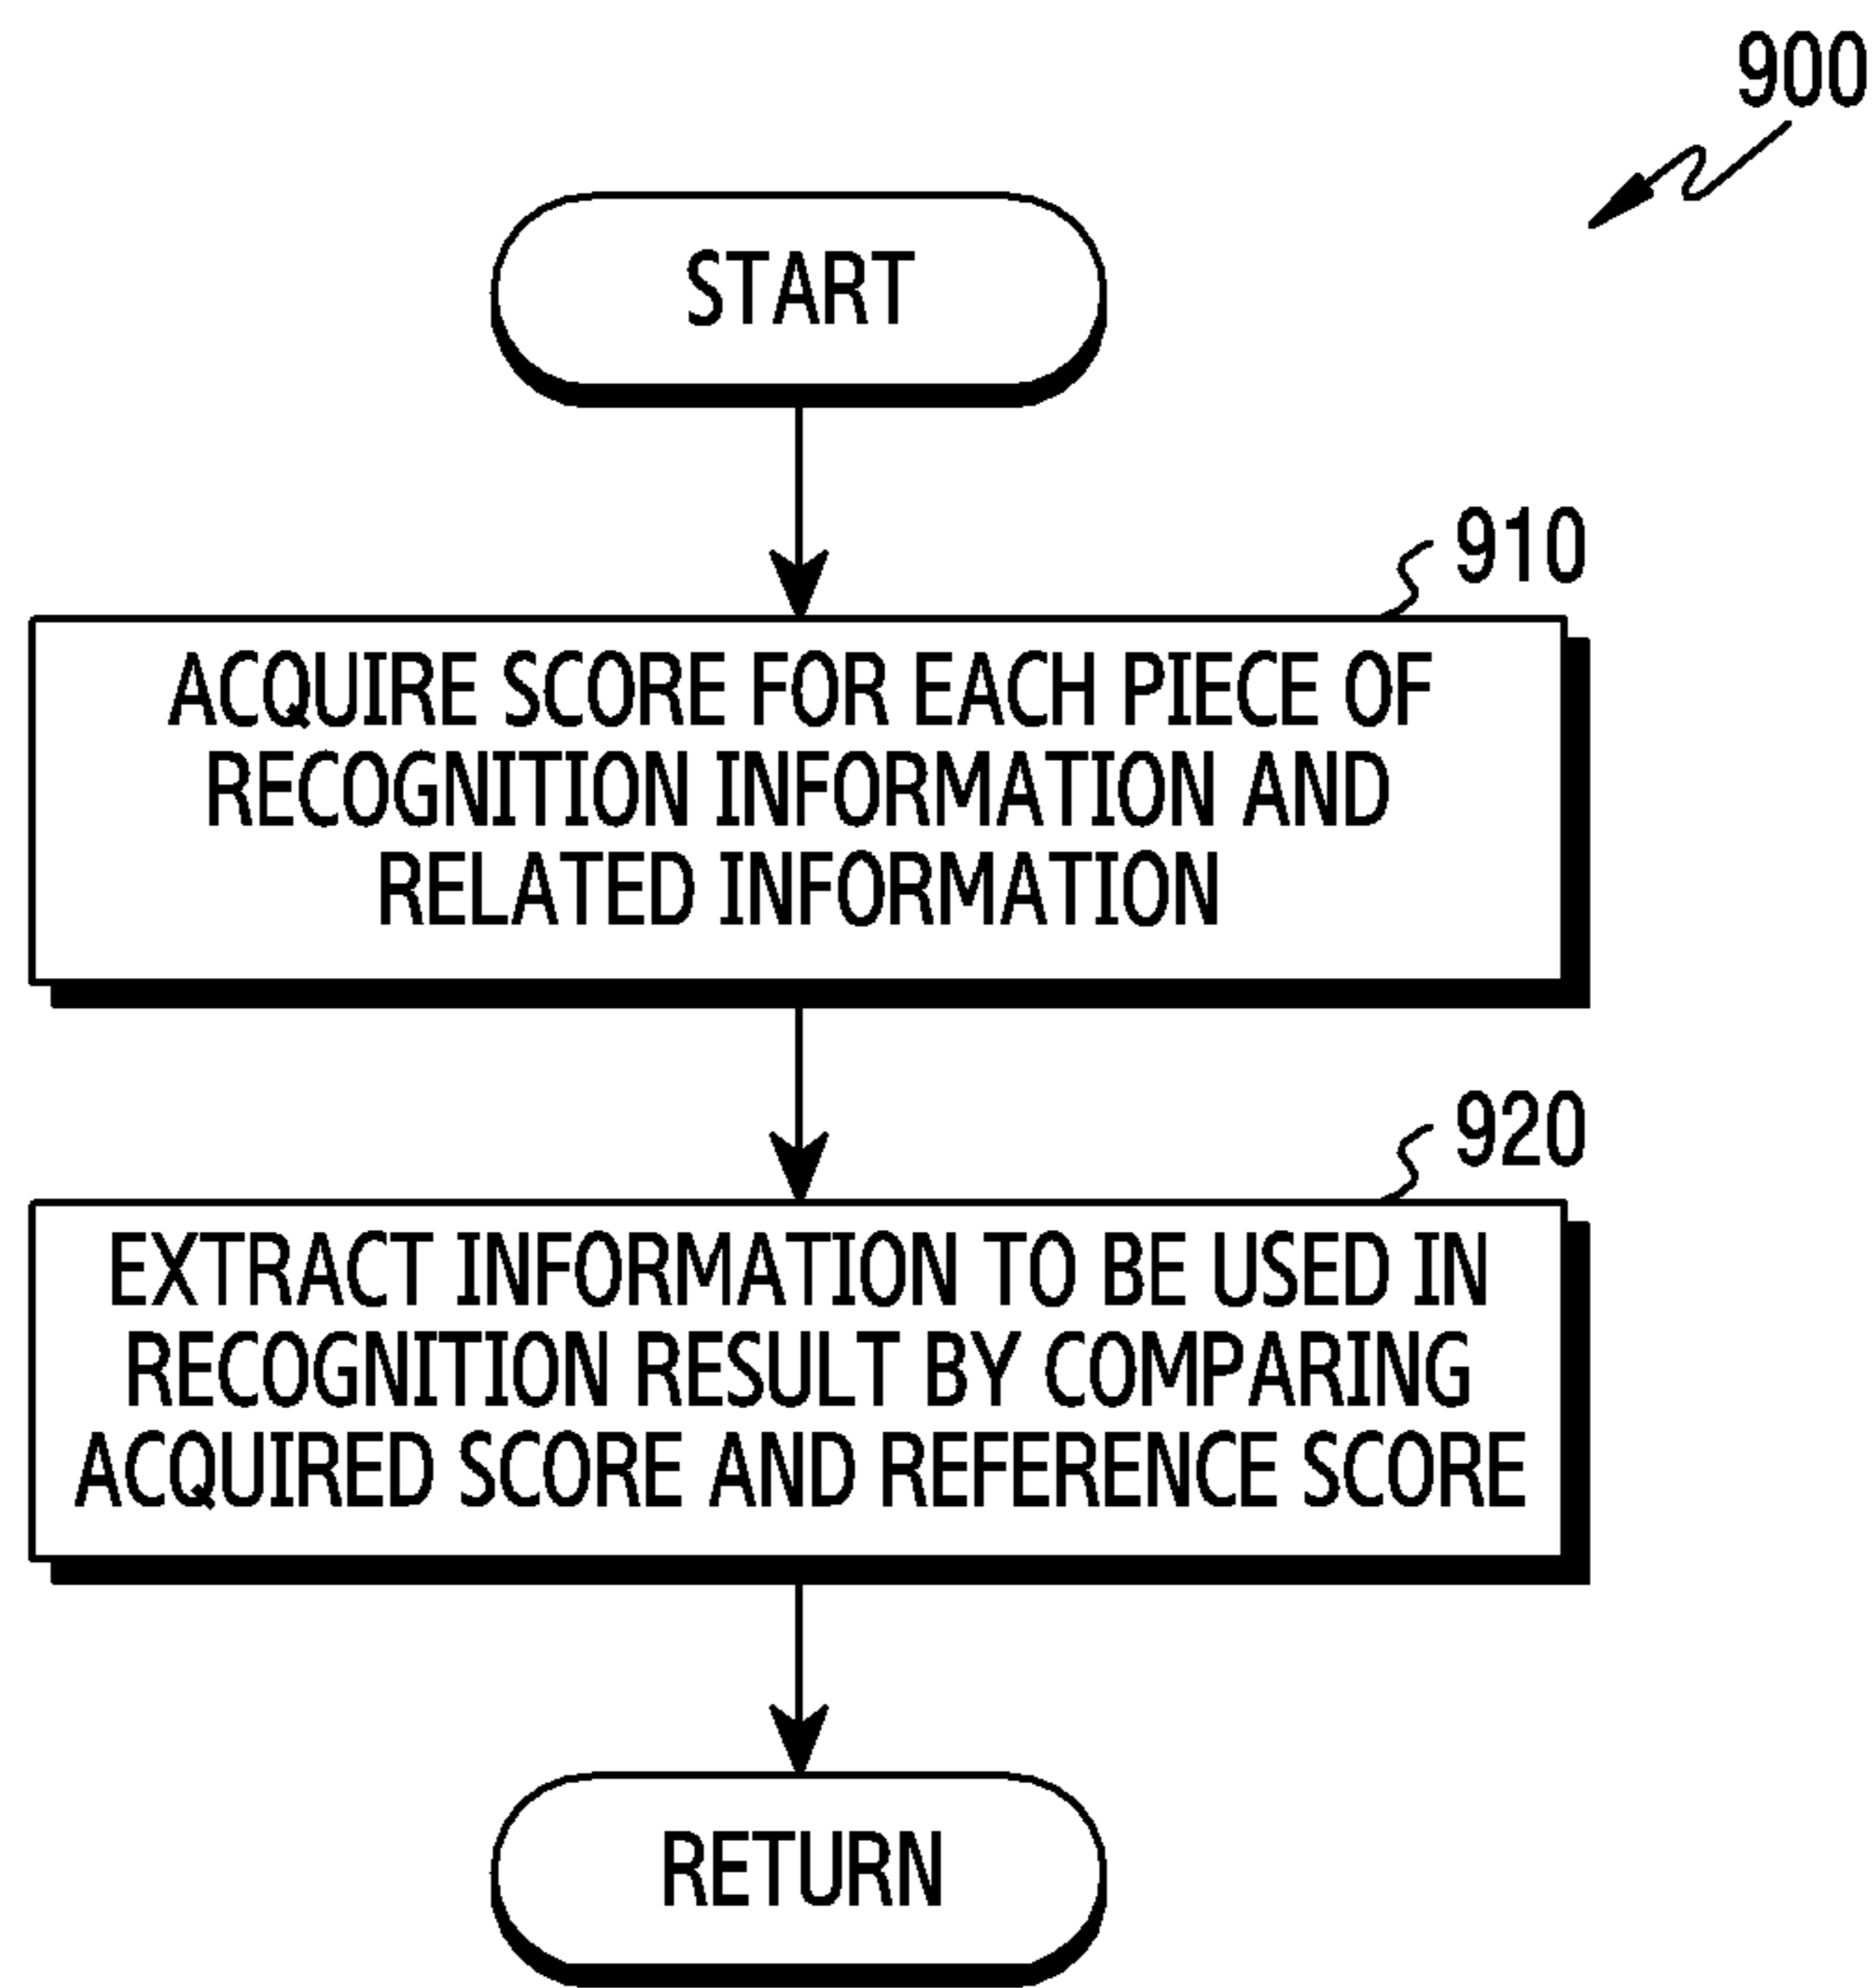 900
START
910
ACQUIRE SCORE FOR EACH PIECE OF
RECOGNITION INFORMATION AND
RELATED INFORMATION
920
EXTRACT INFORMATION TO BE USED IN
RECOGNITION RESULT BY COMPARING
ACQUIRED SCORE AND REFERENCE SCORE
RETURN